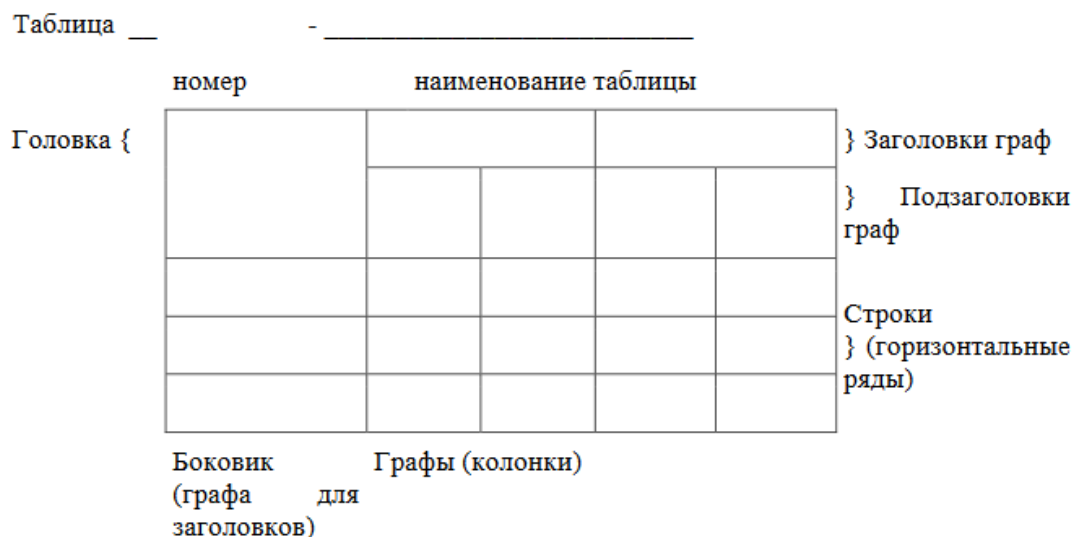 Таблица __ - __________________________
номер наименование таблицы
Головка {
} Заголовки граф
} Подзаголовки
граф
Строки
} (горизонтальные
ряды)
Боковик Графы (колонки)
(графа для
заголовков)